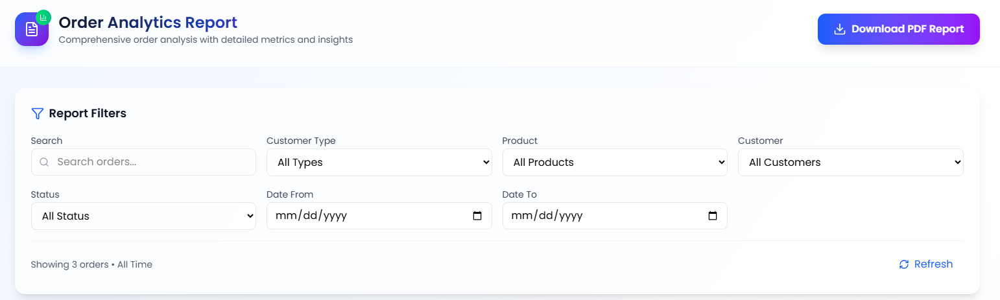 Order Analytics Report
Comprehensive order analysis with detailed metrics and insights
Download PDF Report
Report Filters
Search
Customer Type
Product
Customer
Search orders...
All Types
All Products
All Customers
Status
Date From
Date To
All Status
mm/dd/yyyy
mm/dd/yyyy
Showing 3 orders • All Time
Refresh